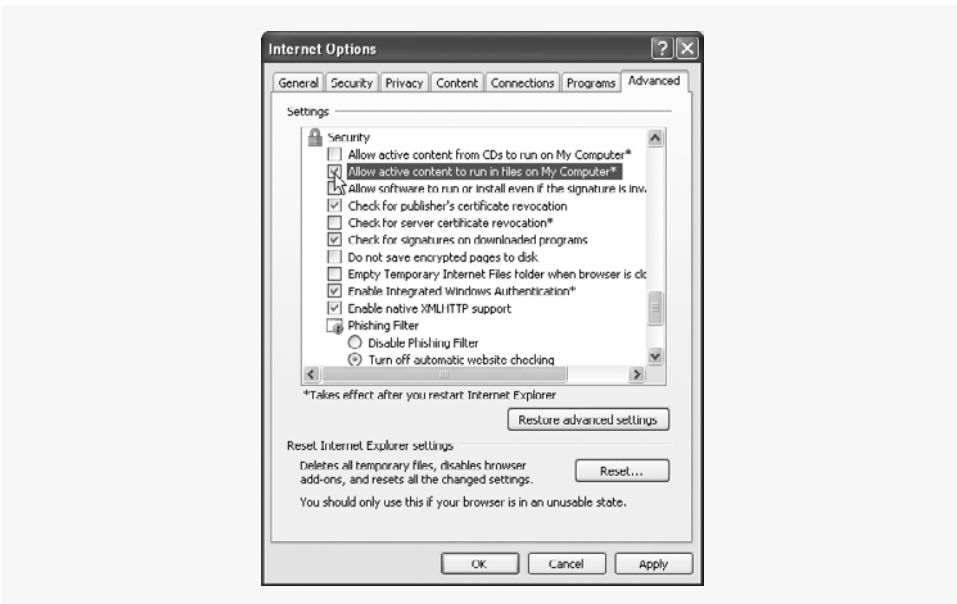 Internet Options
General Security Privacy Content Connections Programs Advanced
Settings
Security
Allow active content from CDs to run on My Computer*
Allow active content to run in files on My Computer*
Allow software to run or install even if the signature is inv
Check for publisher's certificate revocation
Check for server certificate revocation*
Check for signatures on downloaded programs
Do not save encrypted pages to disk
Empty Temporary Internet Files folder when browser is clo
Enable Integrated Windows Authentication*
Enable native XMLHTTP support
Phishing Filter
Disable Phishing Filter
Turn off automatic website checking
*Takes effect after you restart Internet Explorer
Restore advanced settings
Reset Internet Explorer settings
Deletes all temporary files, disables browser
add-ons, and resets all the changed settings.
Reset...
You should only use this if your browser is in an unusable state.
OK Cancel Apply